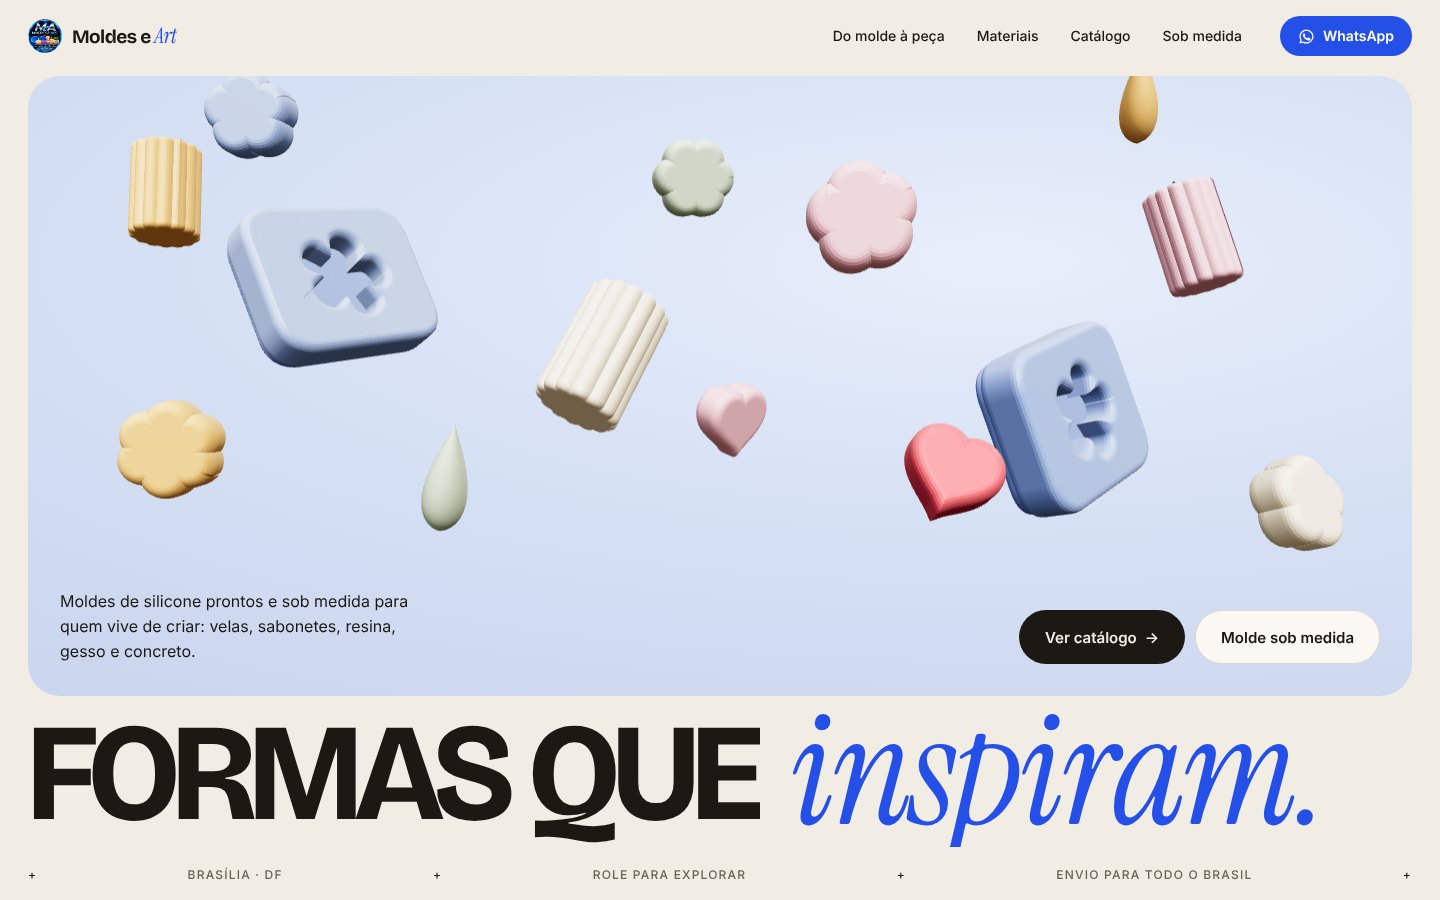 Moldes e Art
Do molde à peça
Materiais
Catálogo
Sob medida
WhatsApp
Moldes de silicone prontos e sob medida para
quem vive de criar: velas, sabonetes, resina,
gesso e concreto.
Ver catálogo →
Molde sob medida
FORMAS QUE inspiram.
+ BRASÍLIA · DF + ROLE PARA EXPLORAR + ENVIO PARA TODO O BRASIL +